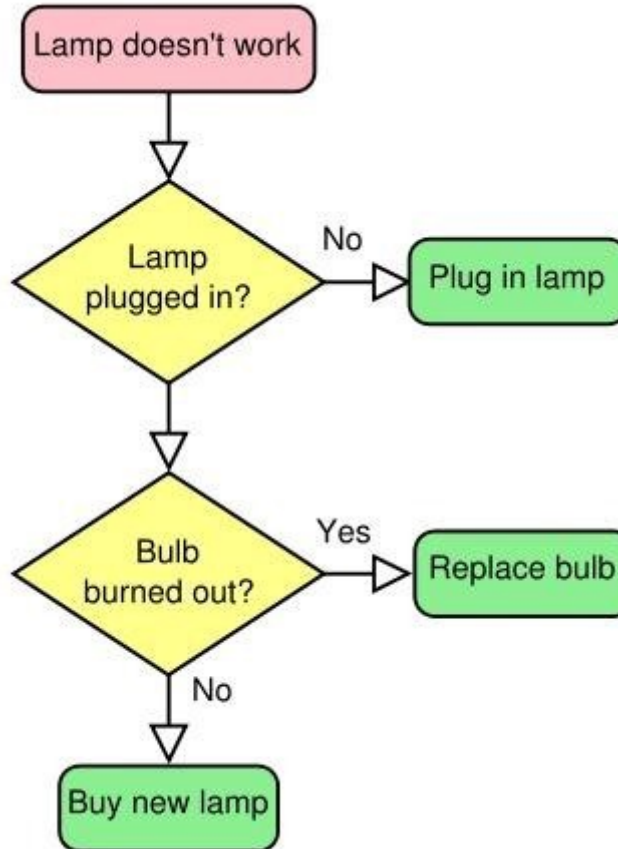 Lamp doesn't work
Lamp
plugged in?
No
Plug in lamp
Bulb
burned out?
Yes
Replace bulb
No
Buy new lamp